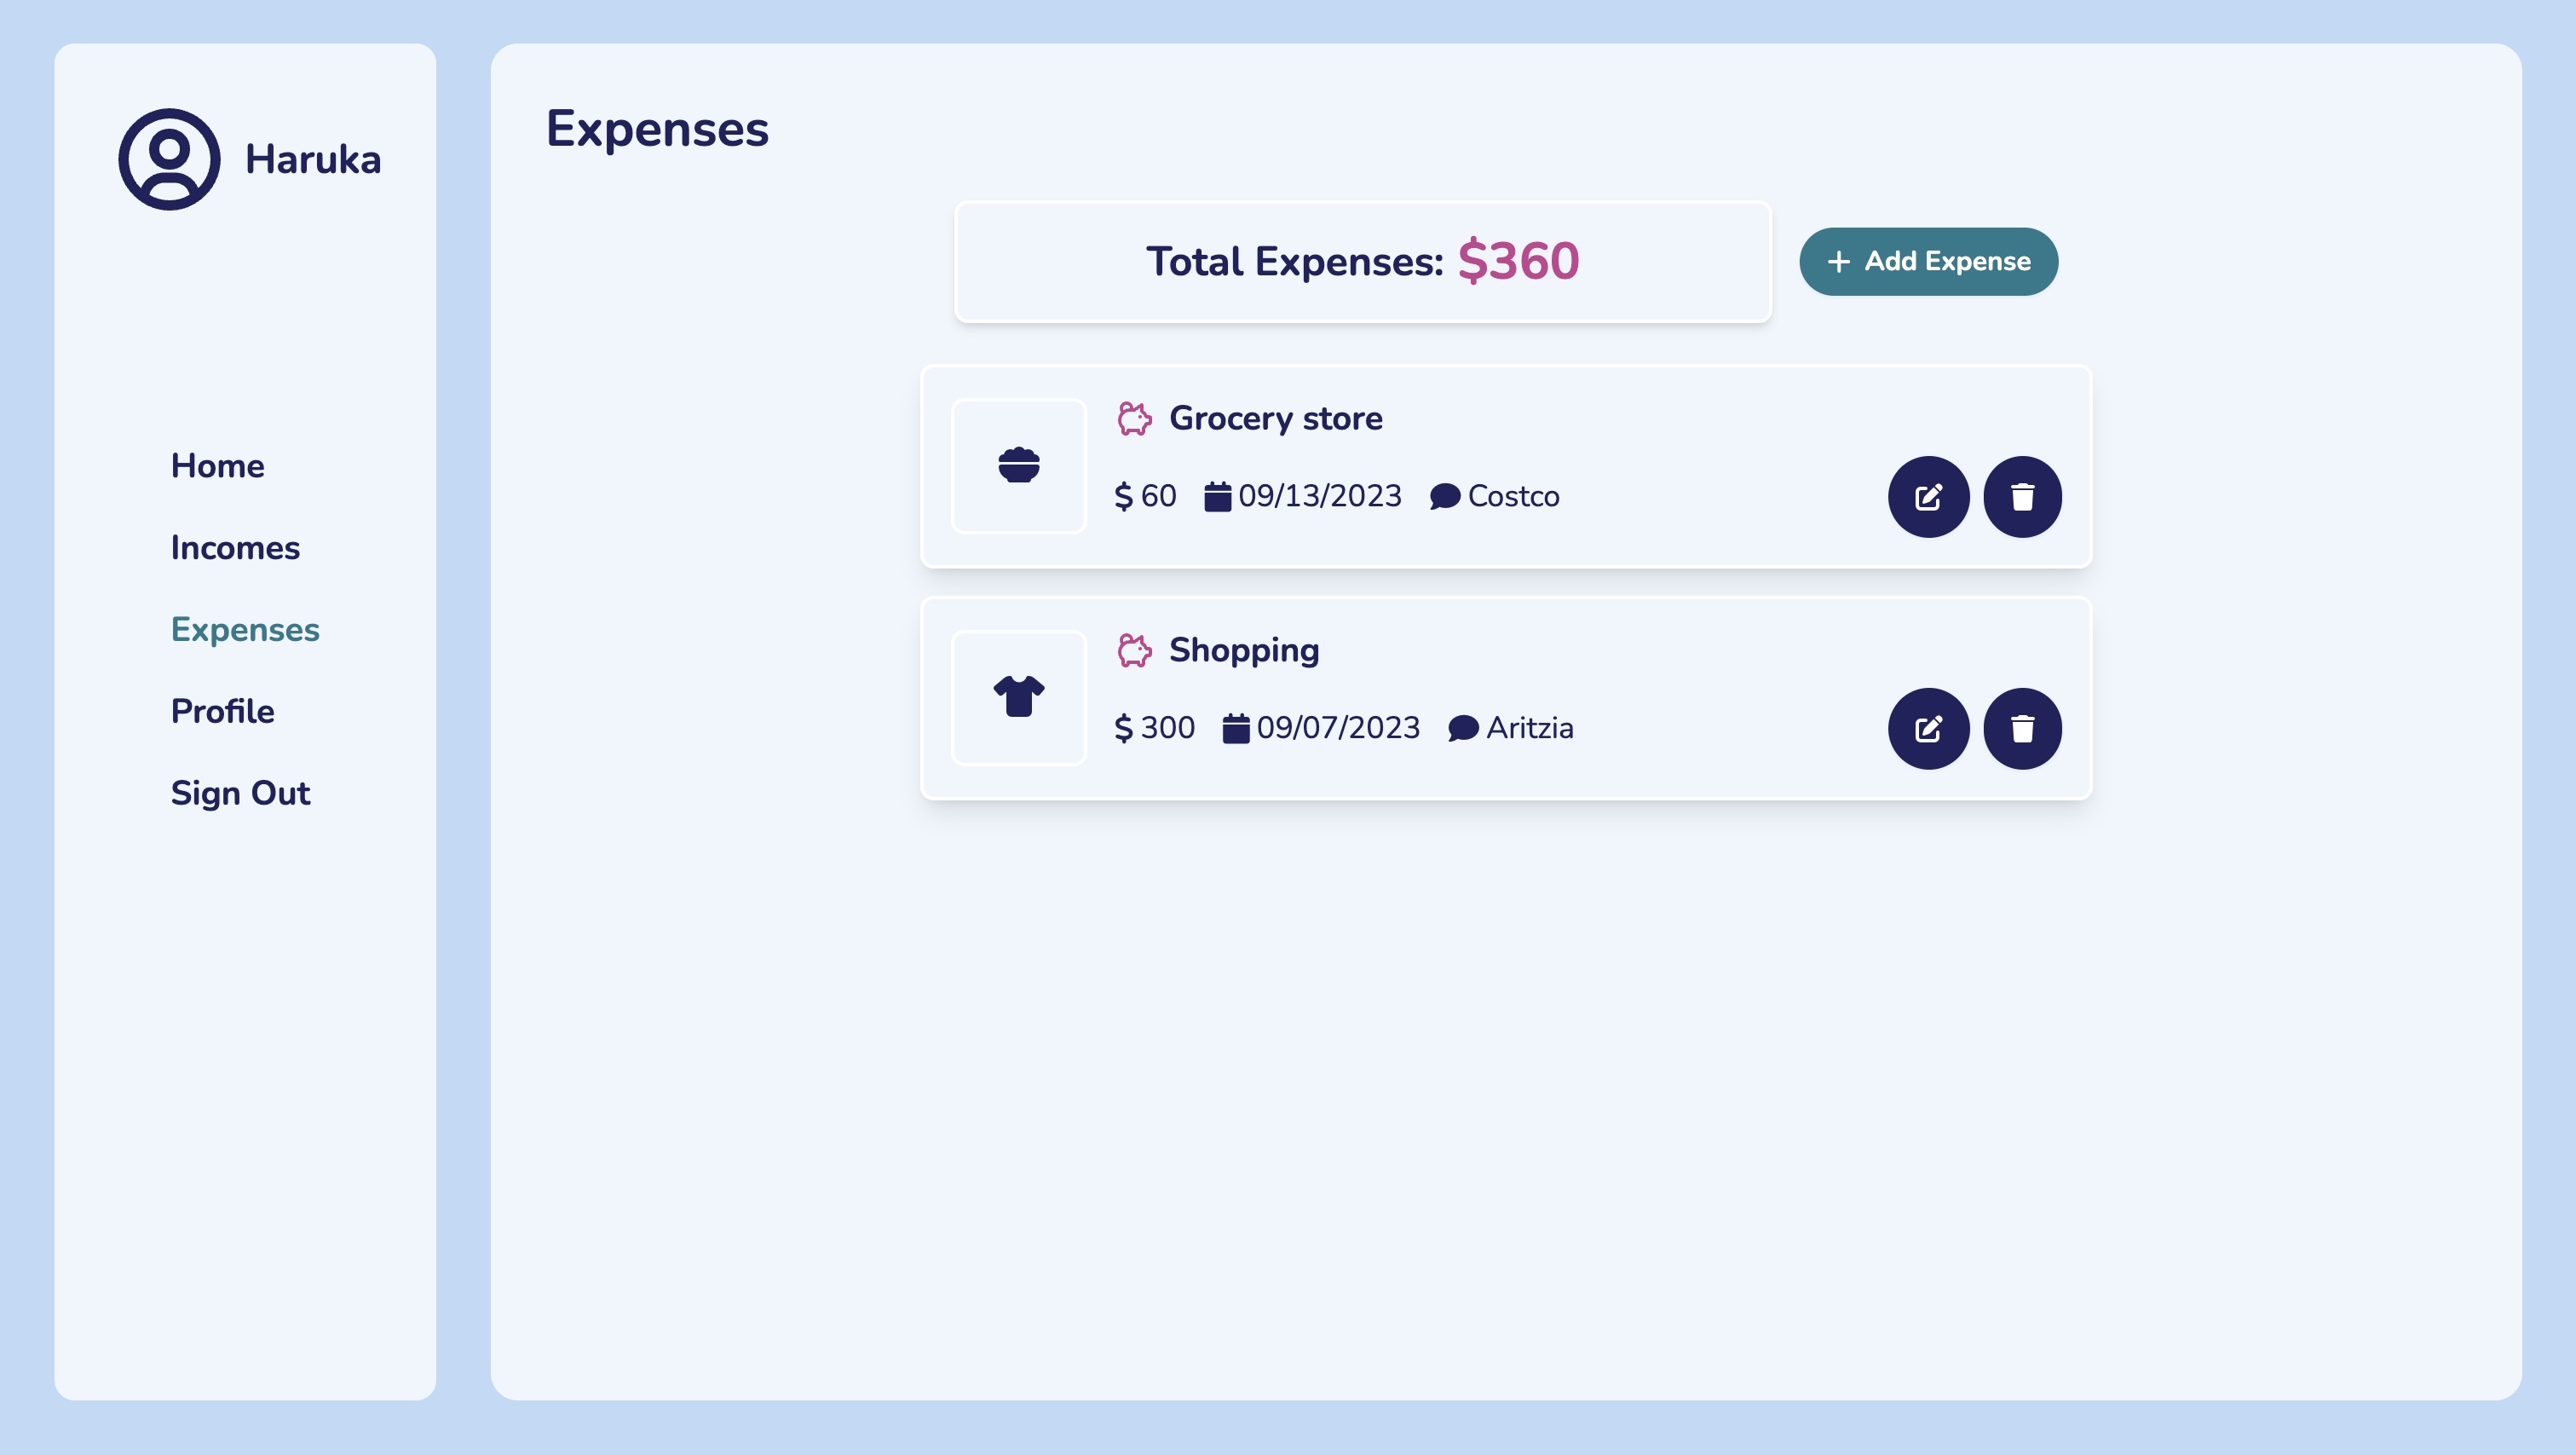 Haruka
Home
Incomes
Expenses
Profile
Sign Out
Expenses
Total Expenses: $360
+ Add Expense
Grocery store
$ 60 09/13/2023 Costco
Shopping
$ 300 09/07/2023 Aritzia